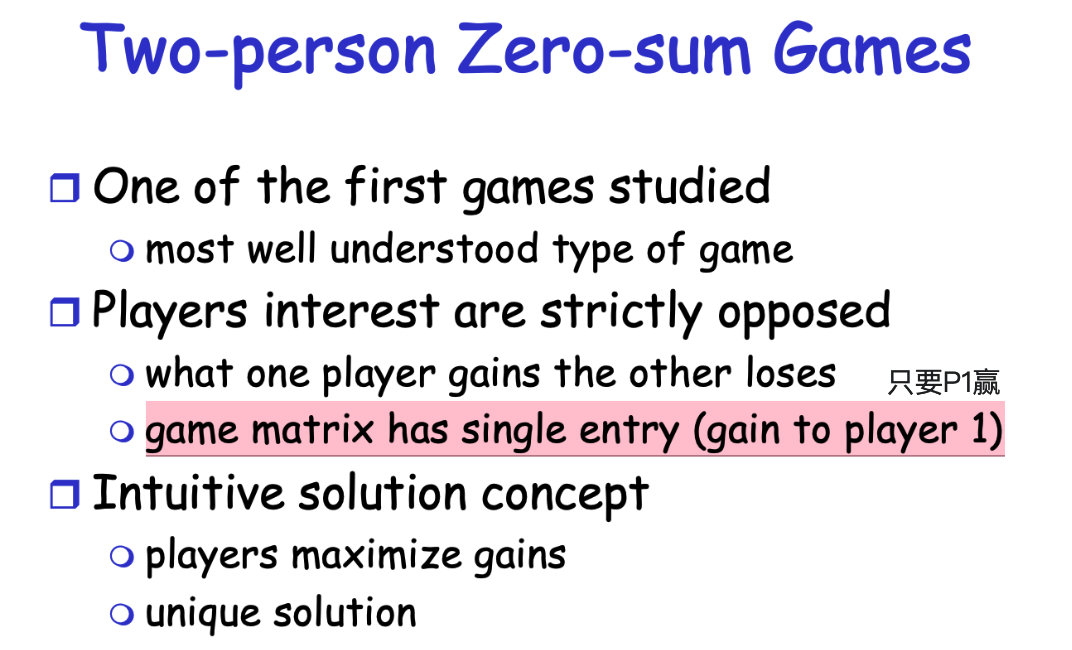 Two-person Zero-sum Games
One of the first games studied
most well understood type of game
Players interest are strictly opposed
what one player gains the other loses
只要P1赢
game matrix has single entry (gain to player 1)
Intuitive solution concept
players maximize gains
unique solution